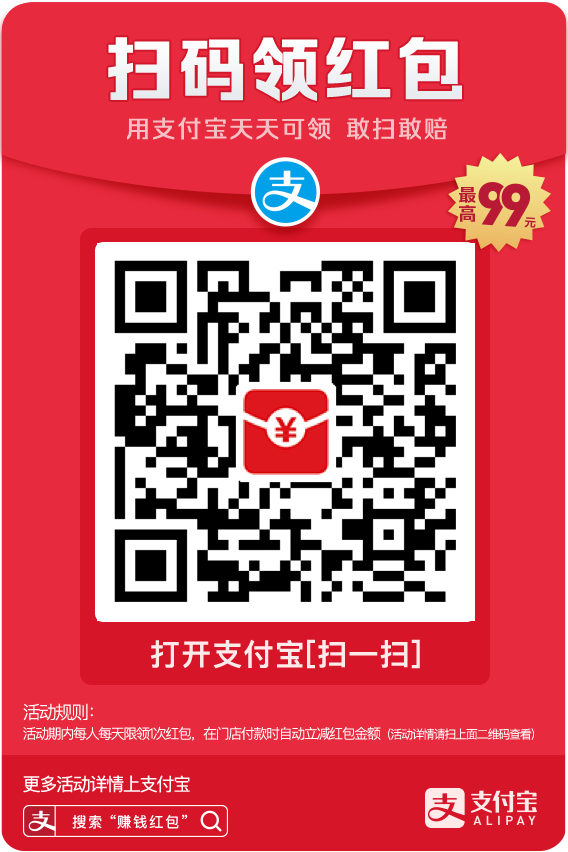 扫码领红包
用支付宝天天可领 敢扫敢赔
支
最高99元
¥
打开支付宝[扫一扫]
活动规则：
活动期内每人每天限领1次红包，在门店付款时自动立减红包金额（活动详情请扫上面二维码查看）
更多活动详情上支付宝
支 搜索“赚钱红包”
支 支付宝
ALIPAY